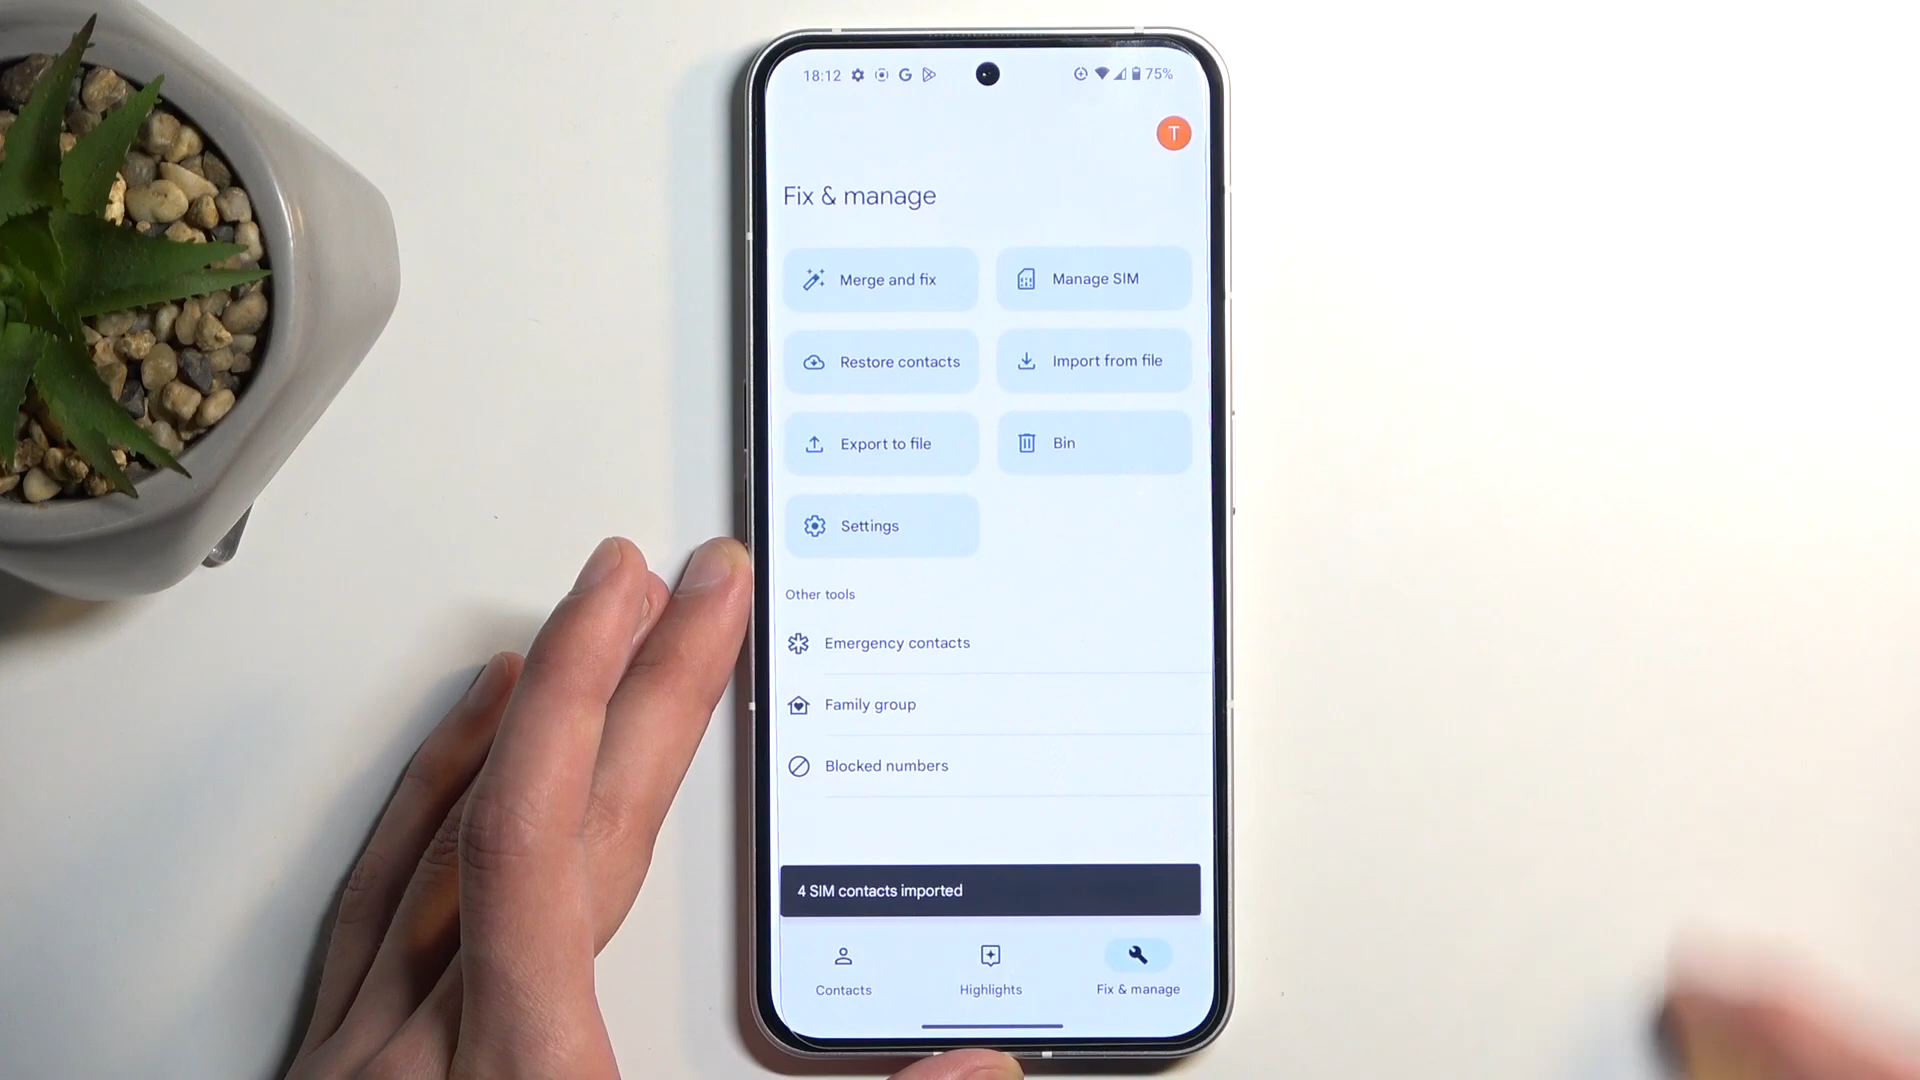 18:12 G 75%
T
Fix & manage
Merge and fix
Manage SIM
Restore contacts
Import from file
Export to file
Bin
Settings
Other tools
Emergency contacts
Family group
Blocked numbers
4 SIM contacts imported
Contacts
Highlights
Fix & manage